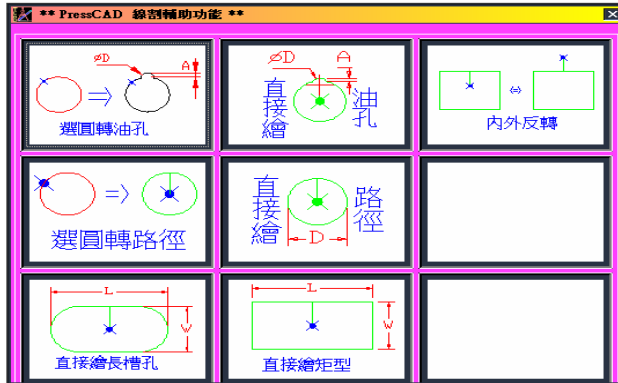 ** PressCAD 線割輔助功能 **
øD
A
選圓轉油孔
øD
A
直接繪
油孔
內外反轉
選圓轉路徑
直接繪
路徑
D
L
W
直接繪長槽孔
L
W
直接繪矩型